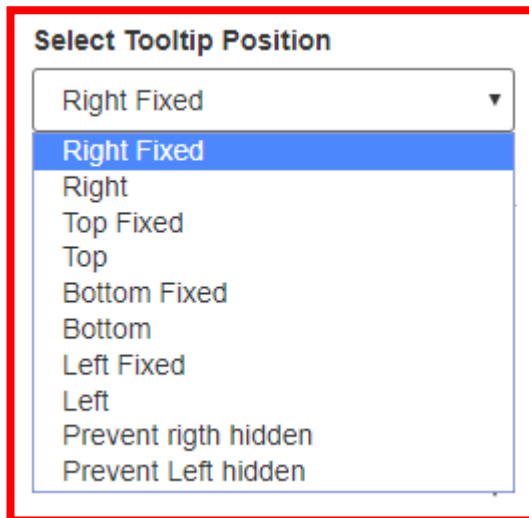 Select Tooltip Position
Right Fixed
Right Fixed
Right
Top Fixed
Top
Bottom Fixed
Bottom
Left Fixed
Left
Prevent rigth hidden
Prevent Left hidden